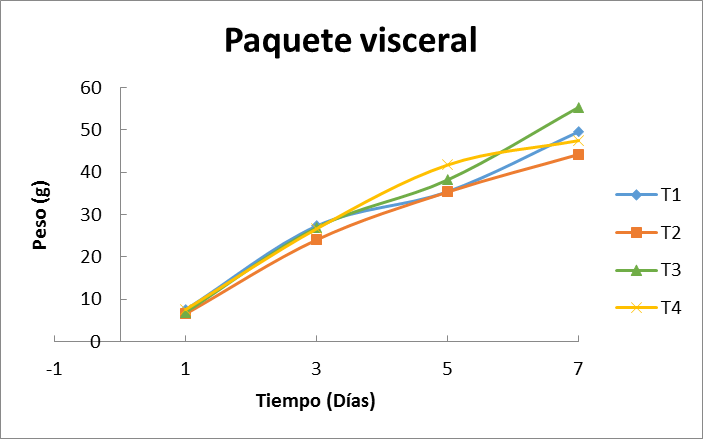 Paquete visceral
60
50
40
30
20
10
0
Peso (g)
-1 1 3 5 7
Tiempo (Días)
T1
T2
T3
T4